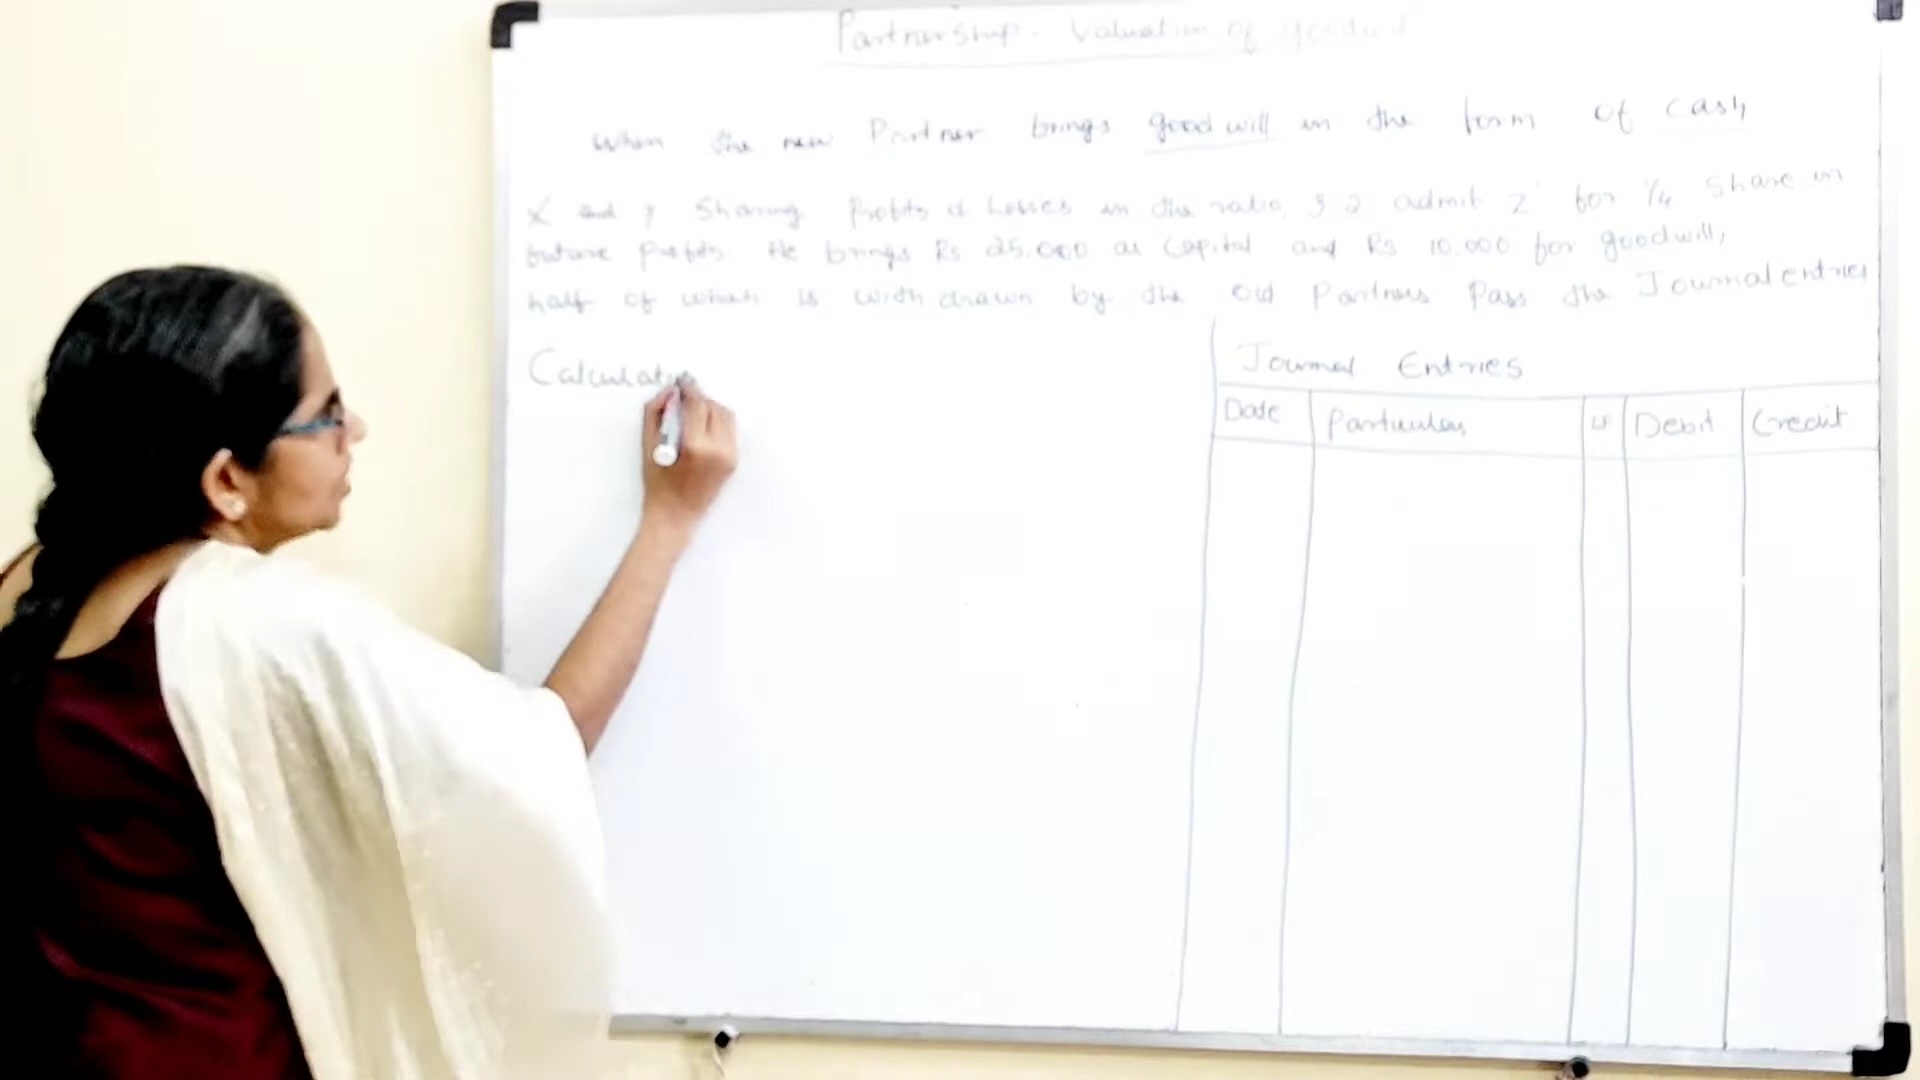 Partnership - Valuation of goodwill
When the new Partner brings goodwill in the form of cash
X and y Sharing Profits & Losses in the ratio 3 2 admit Z for 1/4 Share in
future profits He brings Rs 25.000 as Capital and Rs 10.000 for goodwill,
half of which is withdrawn by the old Partners Pass the Journal entries
Calculation
Journal Entries
Date Particulars LF Debit Credit